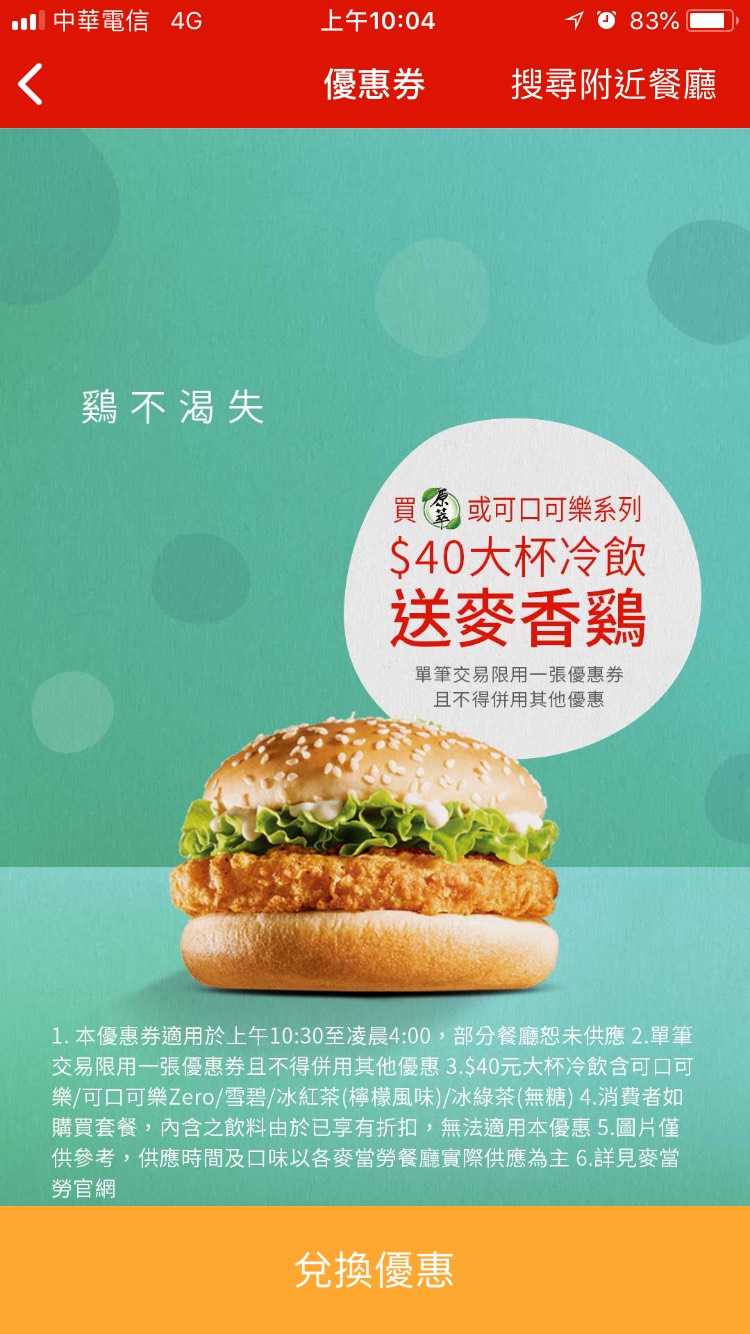 中華電信 4G 上午10:04 83%
優惠券 搜尋附近餐廳
鷄不渴失
買 原萃 或可口可樂系列
$40大杯冷飲
送麥香鷄
單筆交易限用一張優惠券
且不得併用其他優惠
1. 本優惠券適用於上午10:30至凌晨4:00，部分餐廳恕未供應 2.單筆
交易限用一張優惠券且不得併用其他優惠 3.$40元大杯冷飲含可口可
樂/可口可樂Zero/雪碧/冰紅茶(檸檬風味)/冰綠茶(無糖) 4.消費者如
購買套餐，內含之飲料由於已享有折扣，無法適用本優惠 5.圖片僅
供參考，供應時間及口味以各麥當勞餐廳實際供應為主 6.詳見麥當
勞官網
兌換優惠